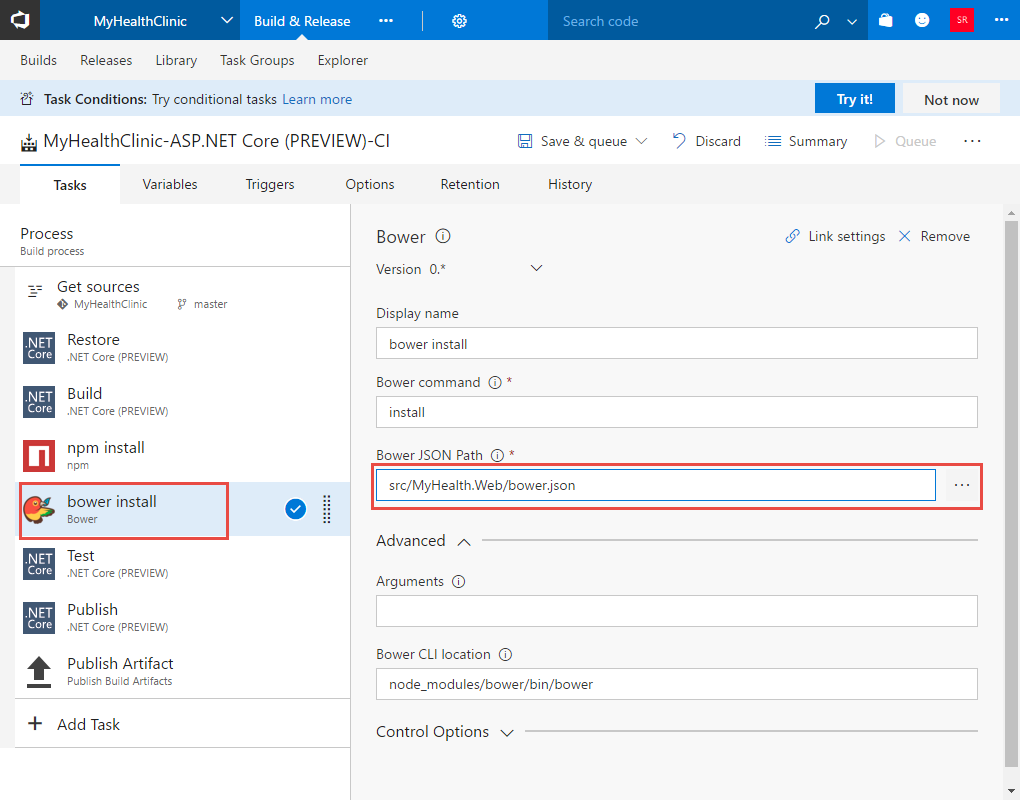 MyHealthClinic Build & Release ··· Search code SR ···
Builds Releases Library Task Groups Explorer
Task Conditions: Try conditional tasks Learn more Try it! Not now
MyHealthClinic-ASP.NET Core (PREVIEW)-CI Save & queue Discard Summary Queue ···
Tasks Variables Triggers Options Retention History
Process
Build process
Get sources
MyHealthClinic master
.NET Core
Restore
.NET Core (PREVIEW)
.NET Core
Build
.NET Core (PREVIEW)
npm install
npm
bower install
Bower
.NET Core
Test
.NET Core (PREVIEW)
.NET Core
Publish
.NET Core (PREVIEW)
Publish Artifact
Publish Build Artifacts
+ Add Task
Bower Link settings Remove
Version 0.*
Display name
bower install
Bower command *
install
Bower JSON Path *
src/MyHealth.Web/bower.json ···
Advanced
Arguments
Bower CLI location
node_modules/bower/bin/bower
Control Options